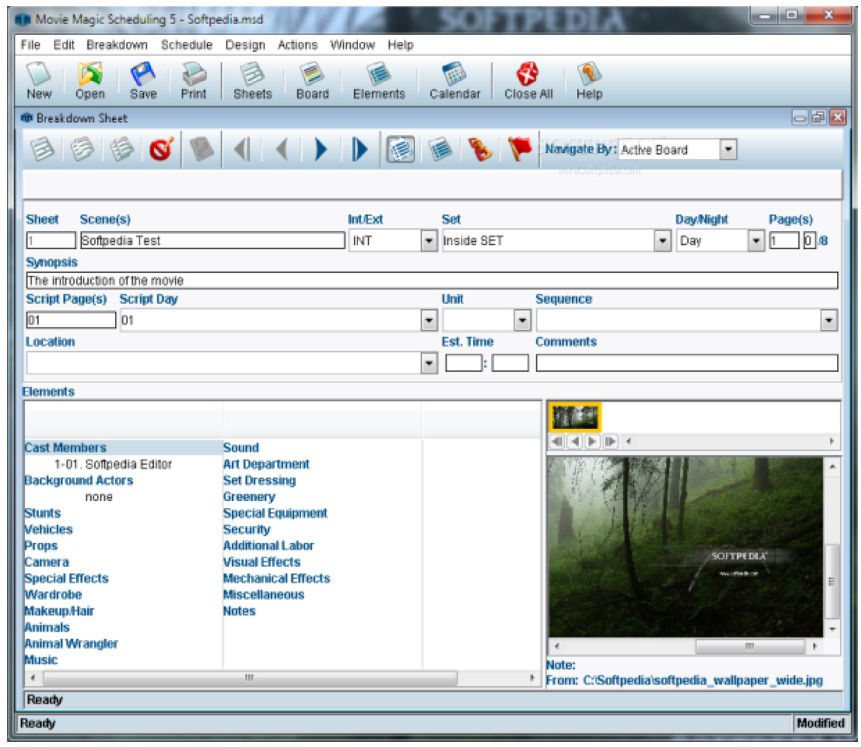 Movie Magic Scheduling 5 - Softpedia.msd
SOFTPEDIA
File Edit Breakdown Schedule Design Actions Window Help
New Open Save Print Sheets Board Elements Calendar Close All Help
Breakdown Sheet
Navigate By: Active Board
www.softpedia.com
Sheet Scene(s) Int/Ext Set Day/Night Page(s)
1 Softpedia Test INT Inside SET Day 1 0 /8
Synopsis
The introduction of the movie
Script Page(s) Script Day Unit Sequence
01 01
Location Est. Time Comments
:
Elements
Cast Members Sound
1-01. Softpedia Editor Art Department
Background Actors Set Dressing
none Greenery
Stunts Special Equipment
Vehicles Security
Props Additional Labor
Camera Visual Effects
Special Effects Mechanical Effects
Wardrobe Miscellaneous
Makeup/Hair Notes
Animals
Animal Wrangler
Music
SOFTPEDIA
www.softpedia.com
Note:
From: C:\Softpedia\softpedia_wallpaper_wide.jpg
Ready
Ready Modified